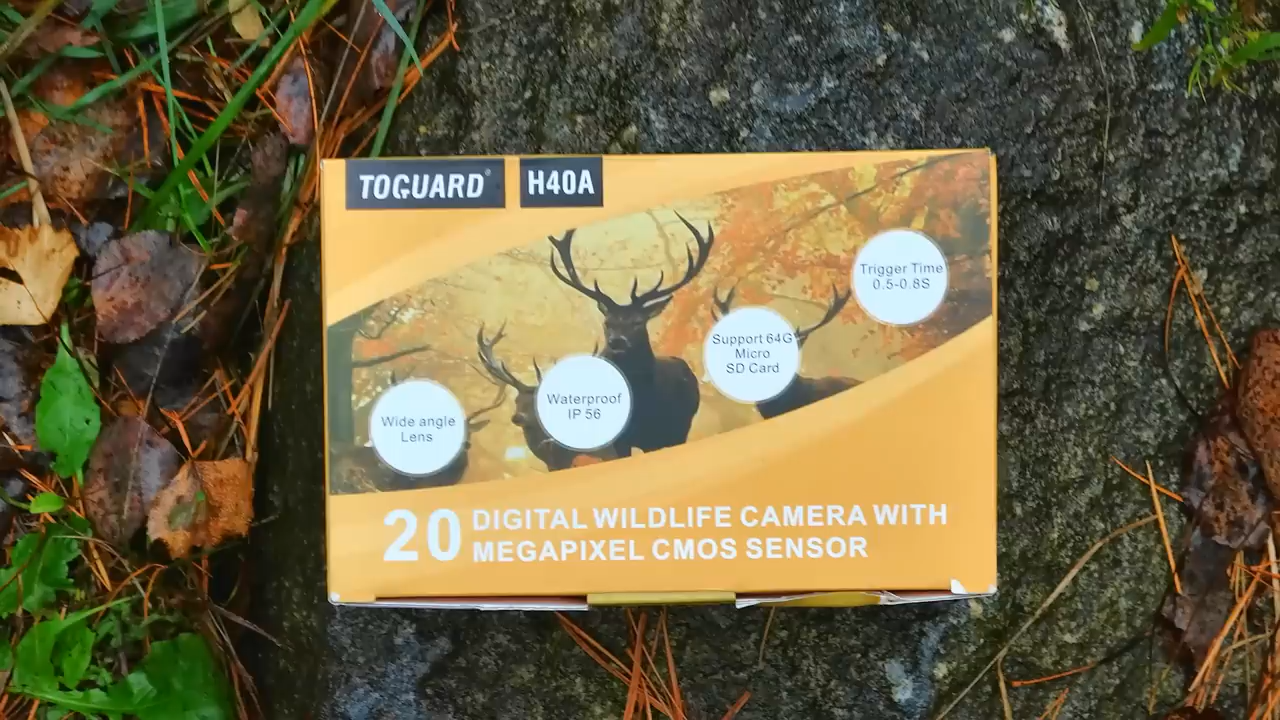 TOGUARD®
H40A
Trigger Time
0.5-0.8S
Support 64G
Micro
SD Card
Waterproof
IP 56
Wide angle
Lens
20 DIGITAL WILDLIFE CAMERA WITH
MEGAPIXEL CMOS SENSOR